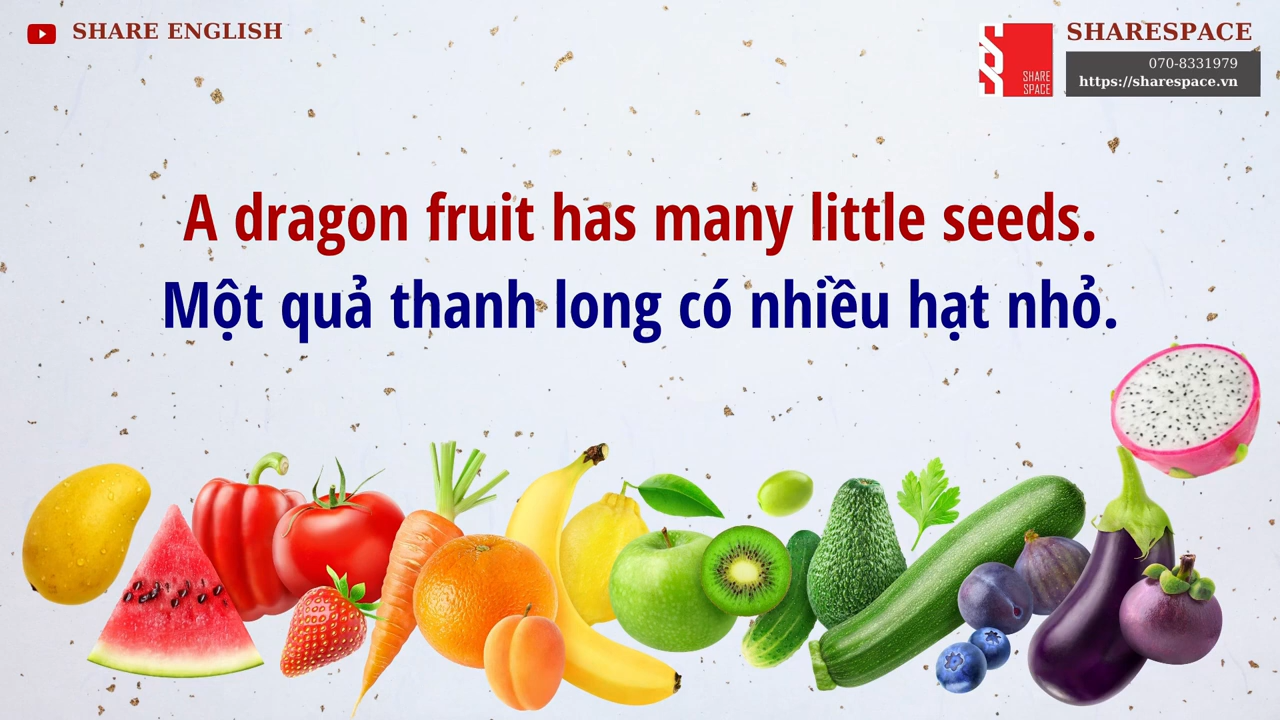 SHARE ENGLISH
SHARESPACE
070-8331979
https://sharespace.vn
SHARE
SPACE
A dragon fruit has many little seeds.
Một quả thanh long có nhiều hạt nhỏ.